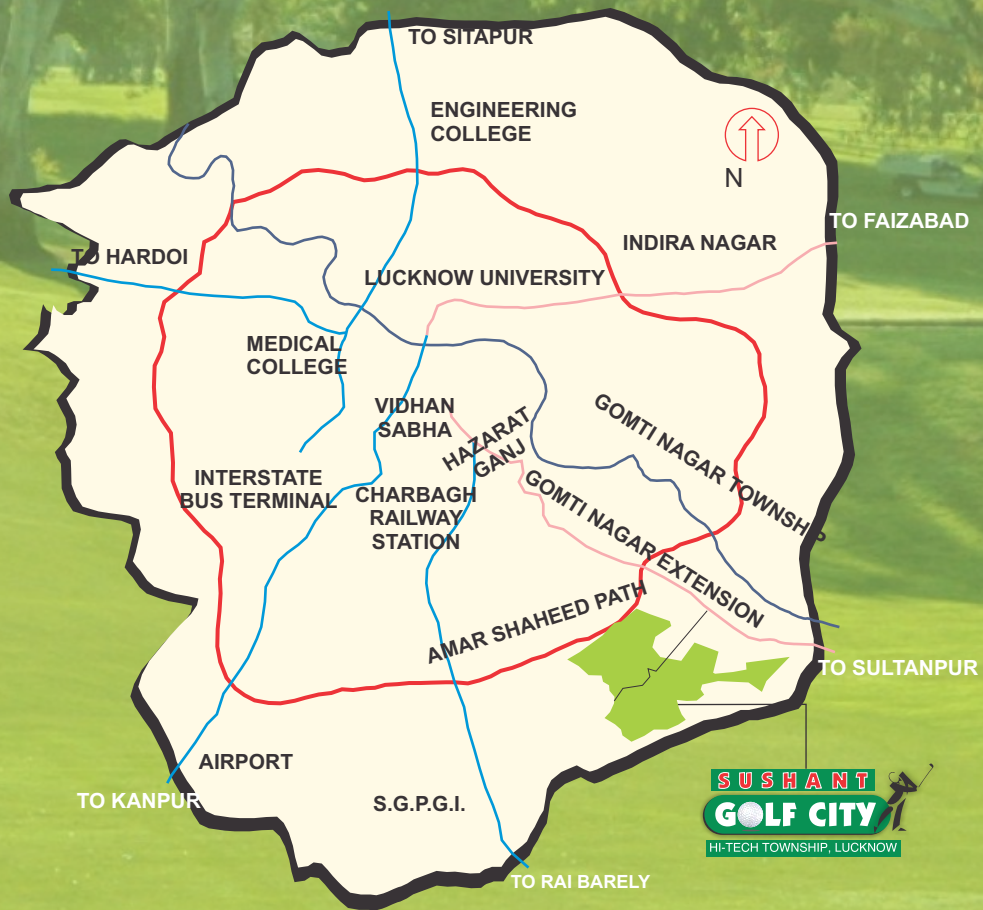 TO SITAPUR
ENGINEERING
COLLEGE
N
TO FAIZABAD
INDIRA NAGAR
TO HARDOI
LUCKNOW UNIVERSITY
MEDICAL
COLLEGE
VIDHAN
SABHA
HAZARAT
GANJ
GOMTI NAGAR TOWNSHIP
INTERSTATE
BUS TERMINAL
CHARBAGH
RAILWAY
STATION
GOMTI NAGAR EXTENSION
AMAR SHAHEED PATH
TO SULTANPUR
AIRPORT
TO KANPUR
S.G.P.G.I.
TO RAI BARELY
SUSHANT
GOLF CITY
HI-TECH TOWNSHIP, LUCKNOW